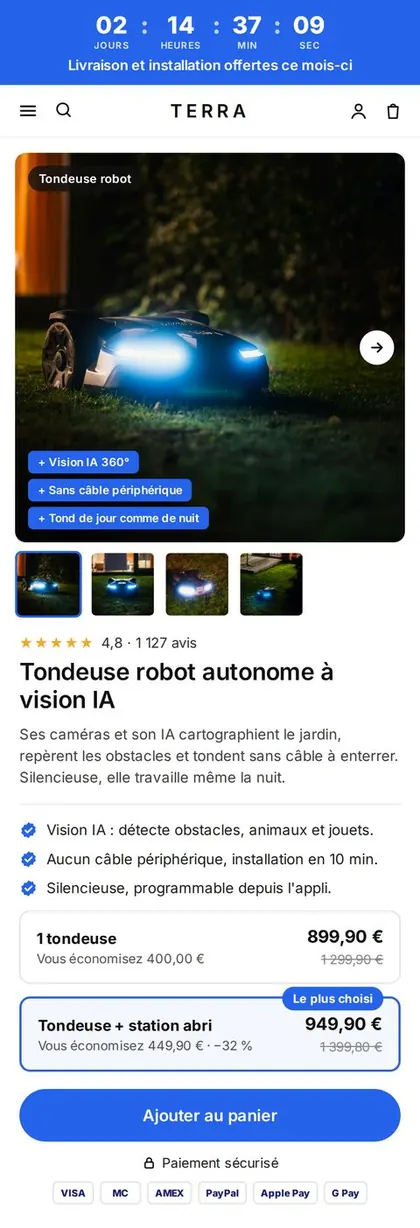 02 : 14 : 37 : 09
JOURS HEURES MIN SEC
Livraison et installation offertes ce mois-ci
TERRA
Tondeuse robot
+ Vision IA 360°
+ Sans câble périphérique
+ Tond de jour comme de nuit
★★★★★ 4,8 · 1 127 avis
Tondeuse robot autonome à
vision IA
Ses caméras et son IA cartographient le jardin,
repèrent les obstacles et tondent sans câble à enterrer.
Silencieuse, elle travaille même la nuit.
Vision IA : détecte obstacles, animaux et jouets.
Aucun câble périphérique, installation en 10 min.
Silencieuse, programmable depuis l'appli.
1 tondeuse 899,90 €
Vous économisez 400,00 € 1 299,90 €
Le plus choisi
Tondeuse + station abri 949,90 €
Vous économisez 449,90 € · −32 % 1 399,80 €
Ajouter au panier
Paiement sécurisé
VISA MC AMEX PayPal Apple Pay G Pay